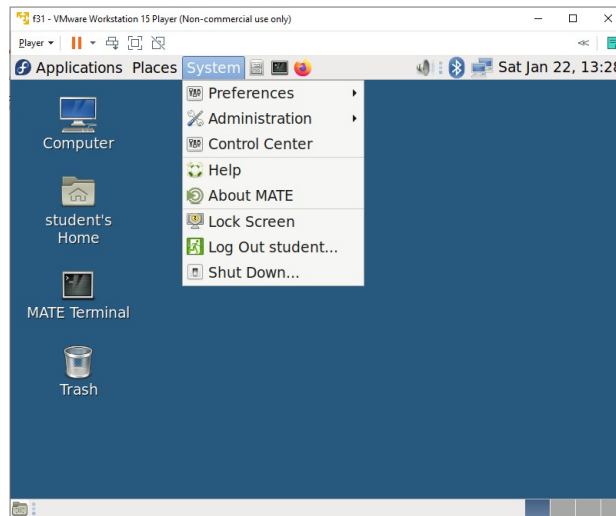 f31 - VMware Workstation 15 Player (Non-commercial use only)
Player
Applications Places System Sat Jan 22, 13:28
Preferences
Administration
Control Center
Help
About MATE
Lock Screen
Log Out student...
Shut Down...
Computer
student's
Home
MATE Terminal
Trash